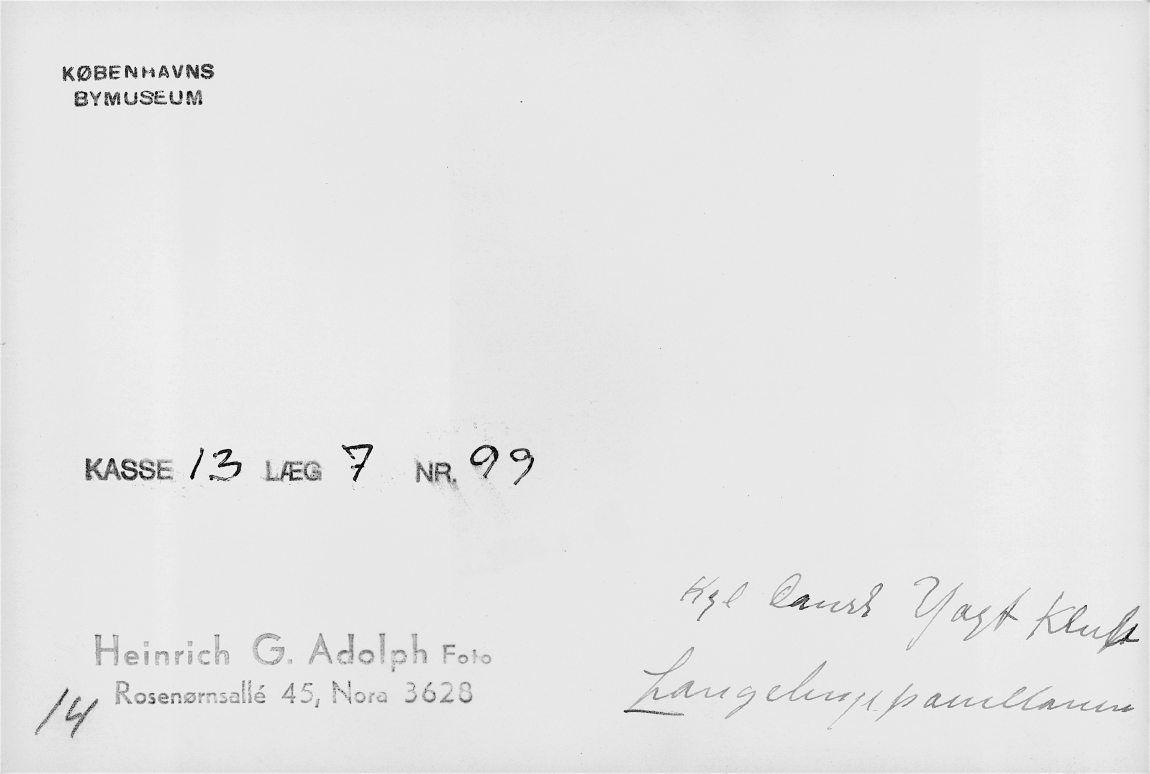 KØBENHAVNS
BYMUSEUM
KASSE 13 LÆG 7 NR. 99
Kgl Dansk Yagt Klub
Langeliniepavillonen
Heinrich G. Adolph Foto
Rosenørnsallé 45, Nora 3628
14